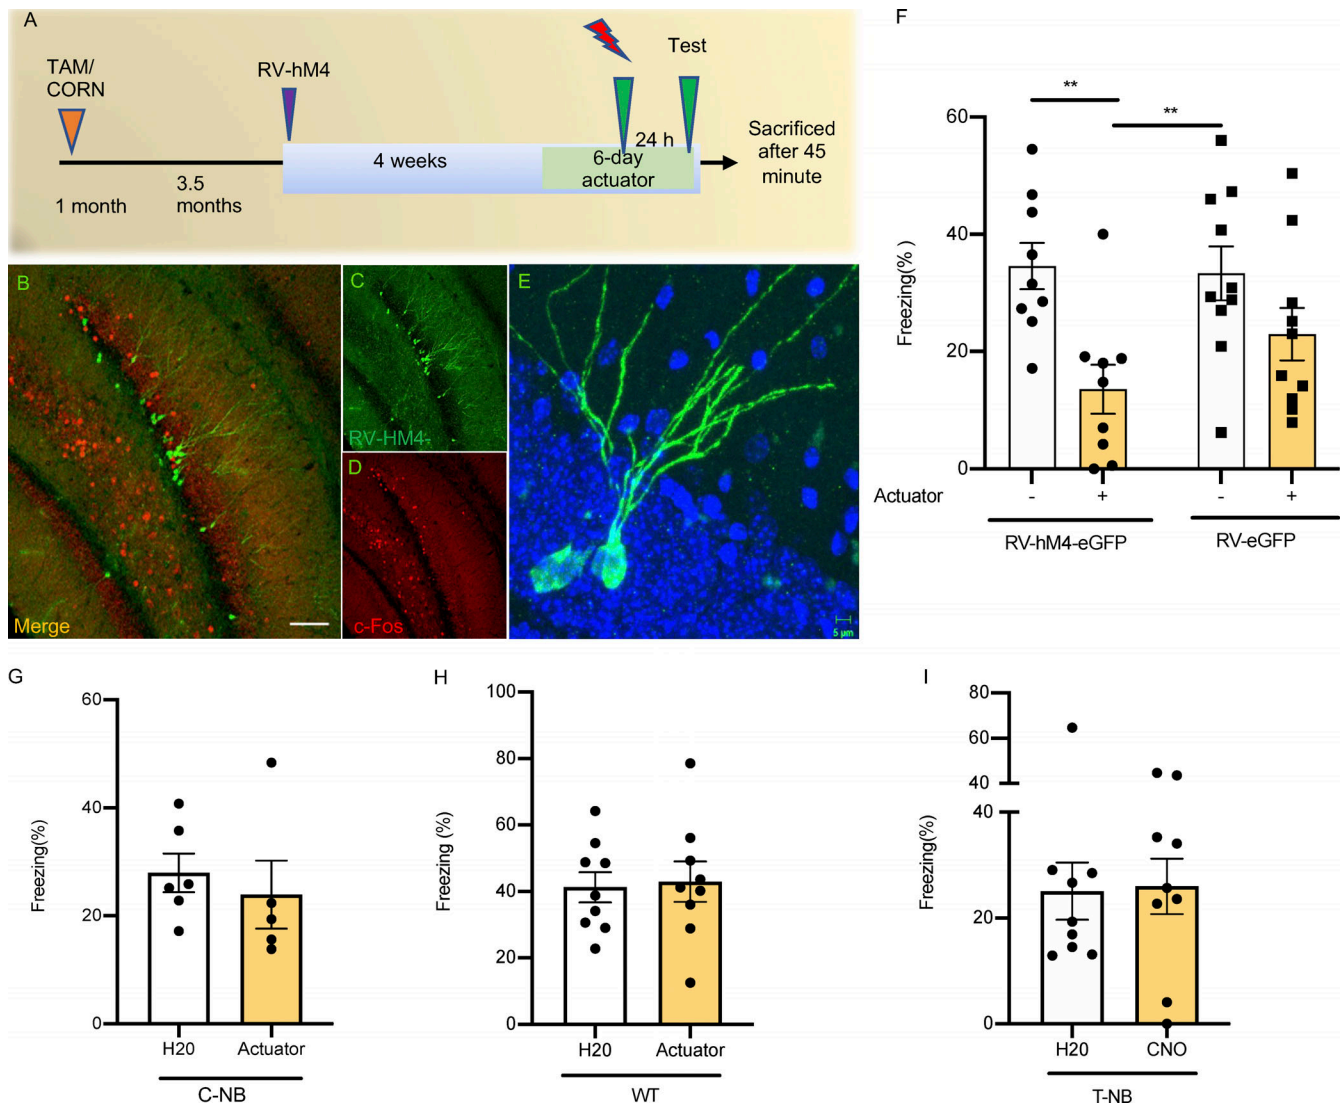 A
TAM/
CORN
RV-hM4
Test
24 h
4 weeks
6-day
actuator
Sacrificed
after 45
minute
1 month
3.5
months
B
Merge
C
RV-HM4-
D
c-Fos
E
5 µm
F
**
**
60
40
20
0
Freezing(% )
Actuator
-
+
-
+
RV-hM4-eGFP
RV-eGFP
G
60
40
20
0
Freezing(%)
H20
Actuator
C-NB
H
100
80
60
40
20
0
Freezing (%)
H20
Actuator
WT
I
80
60
40
40
20
0
Freezing(%)
H20
CNO
T-NB